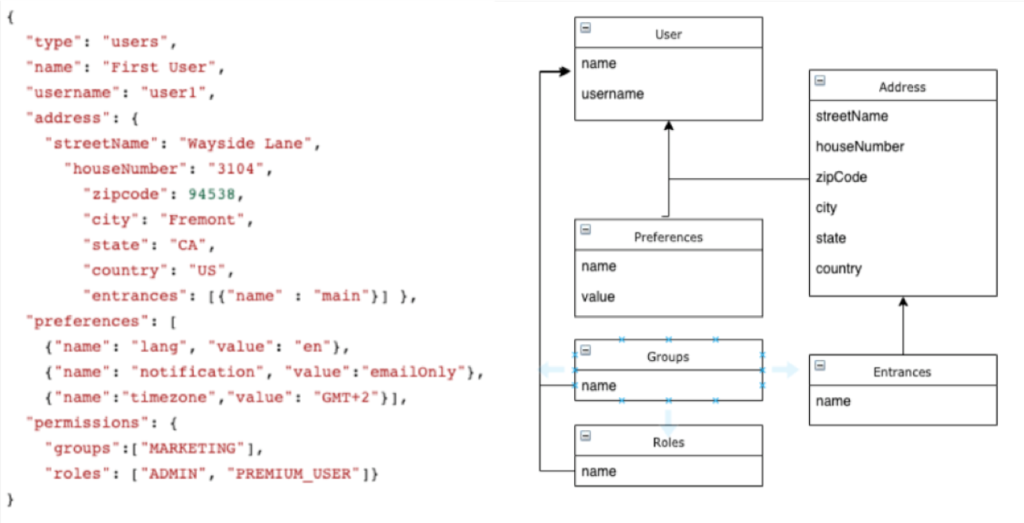 {
"type": "users",
"name": "First User",
"username": "user1",
"address": {
"streetName": "Wayside Lane",
"houseNumber": "3104",
"zipcode": 94538,
"city": "Fremont",
"state": "CA",
"country": "US",
"entrances": [{"name" : "main"}] },
"preferences": [
{"name": "lang", "value": "en"},
{"name": "notification", "value":"emailOnly"},
{"name":"timezone","value": "GMT+2"}],
"permissions": {
"groups":["MARKETING"],
"roles": ["ADMIN", "PREMIUM_USER"]}
}
User
name
username
Address
streetName
houseNumber
zipCode
city
state
country
Preferences
name
value
Groups
name
Entrances
name
Roles
name